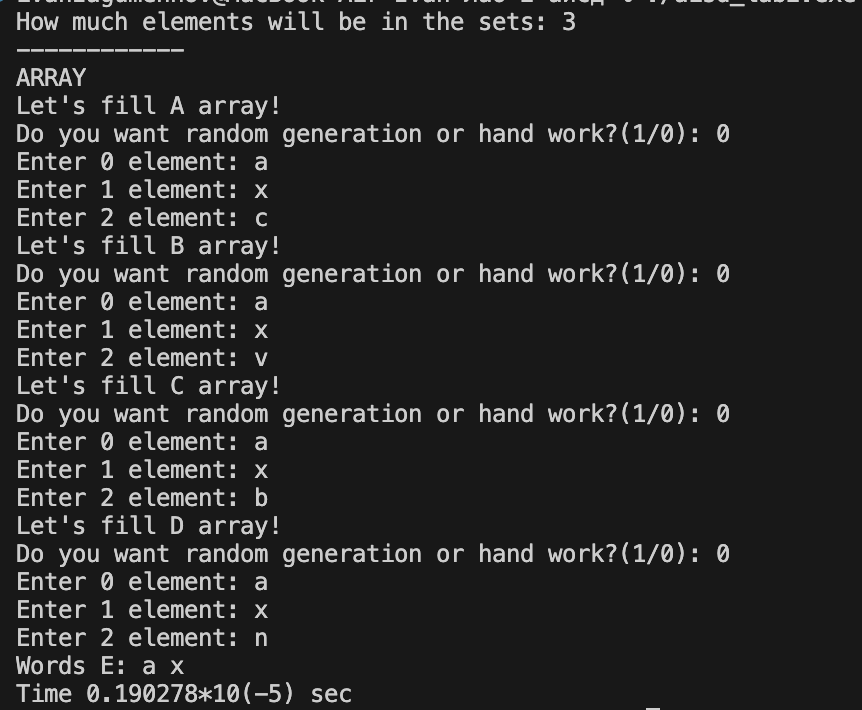 How much elements will be in the sets: 3
------------
ARRAY
Let's fill A array!
Do you want random generation or hand work?(1/0): 0
Enter 0 element: a
Enter 1 element: x
Enter 2 element: c
Let's fill B array!
Do you want random generation or hand work?(1/0): 0
Enter 0 element: a
Enter 1 element: x
Enter 2 element: v
Let's fill C array!
Do you want random generation or hand work?(1/0): 0
Enter 0 element: a
Enter 1 element: x
Enter 2 element: b
Let's fill D array!
Do you want random generation or hand work?(1/0): 0
Enter 0 element: a
Enter 1 element: x
Enter 2 element: n
Words E: a x
Time 0.190278*10(-5) sec